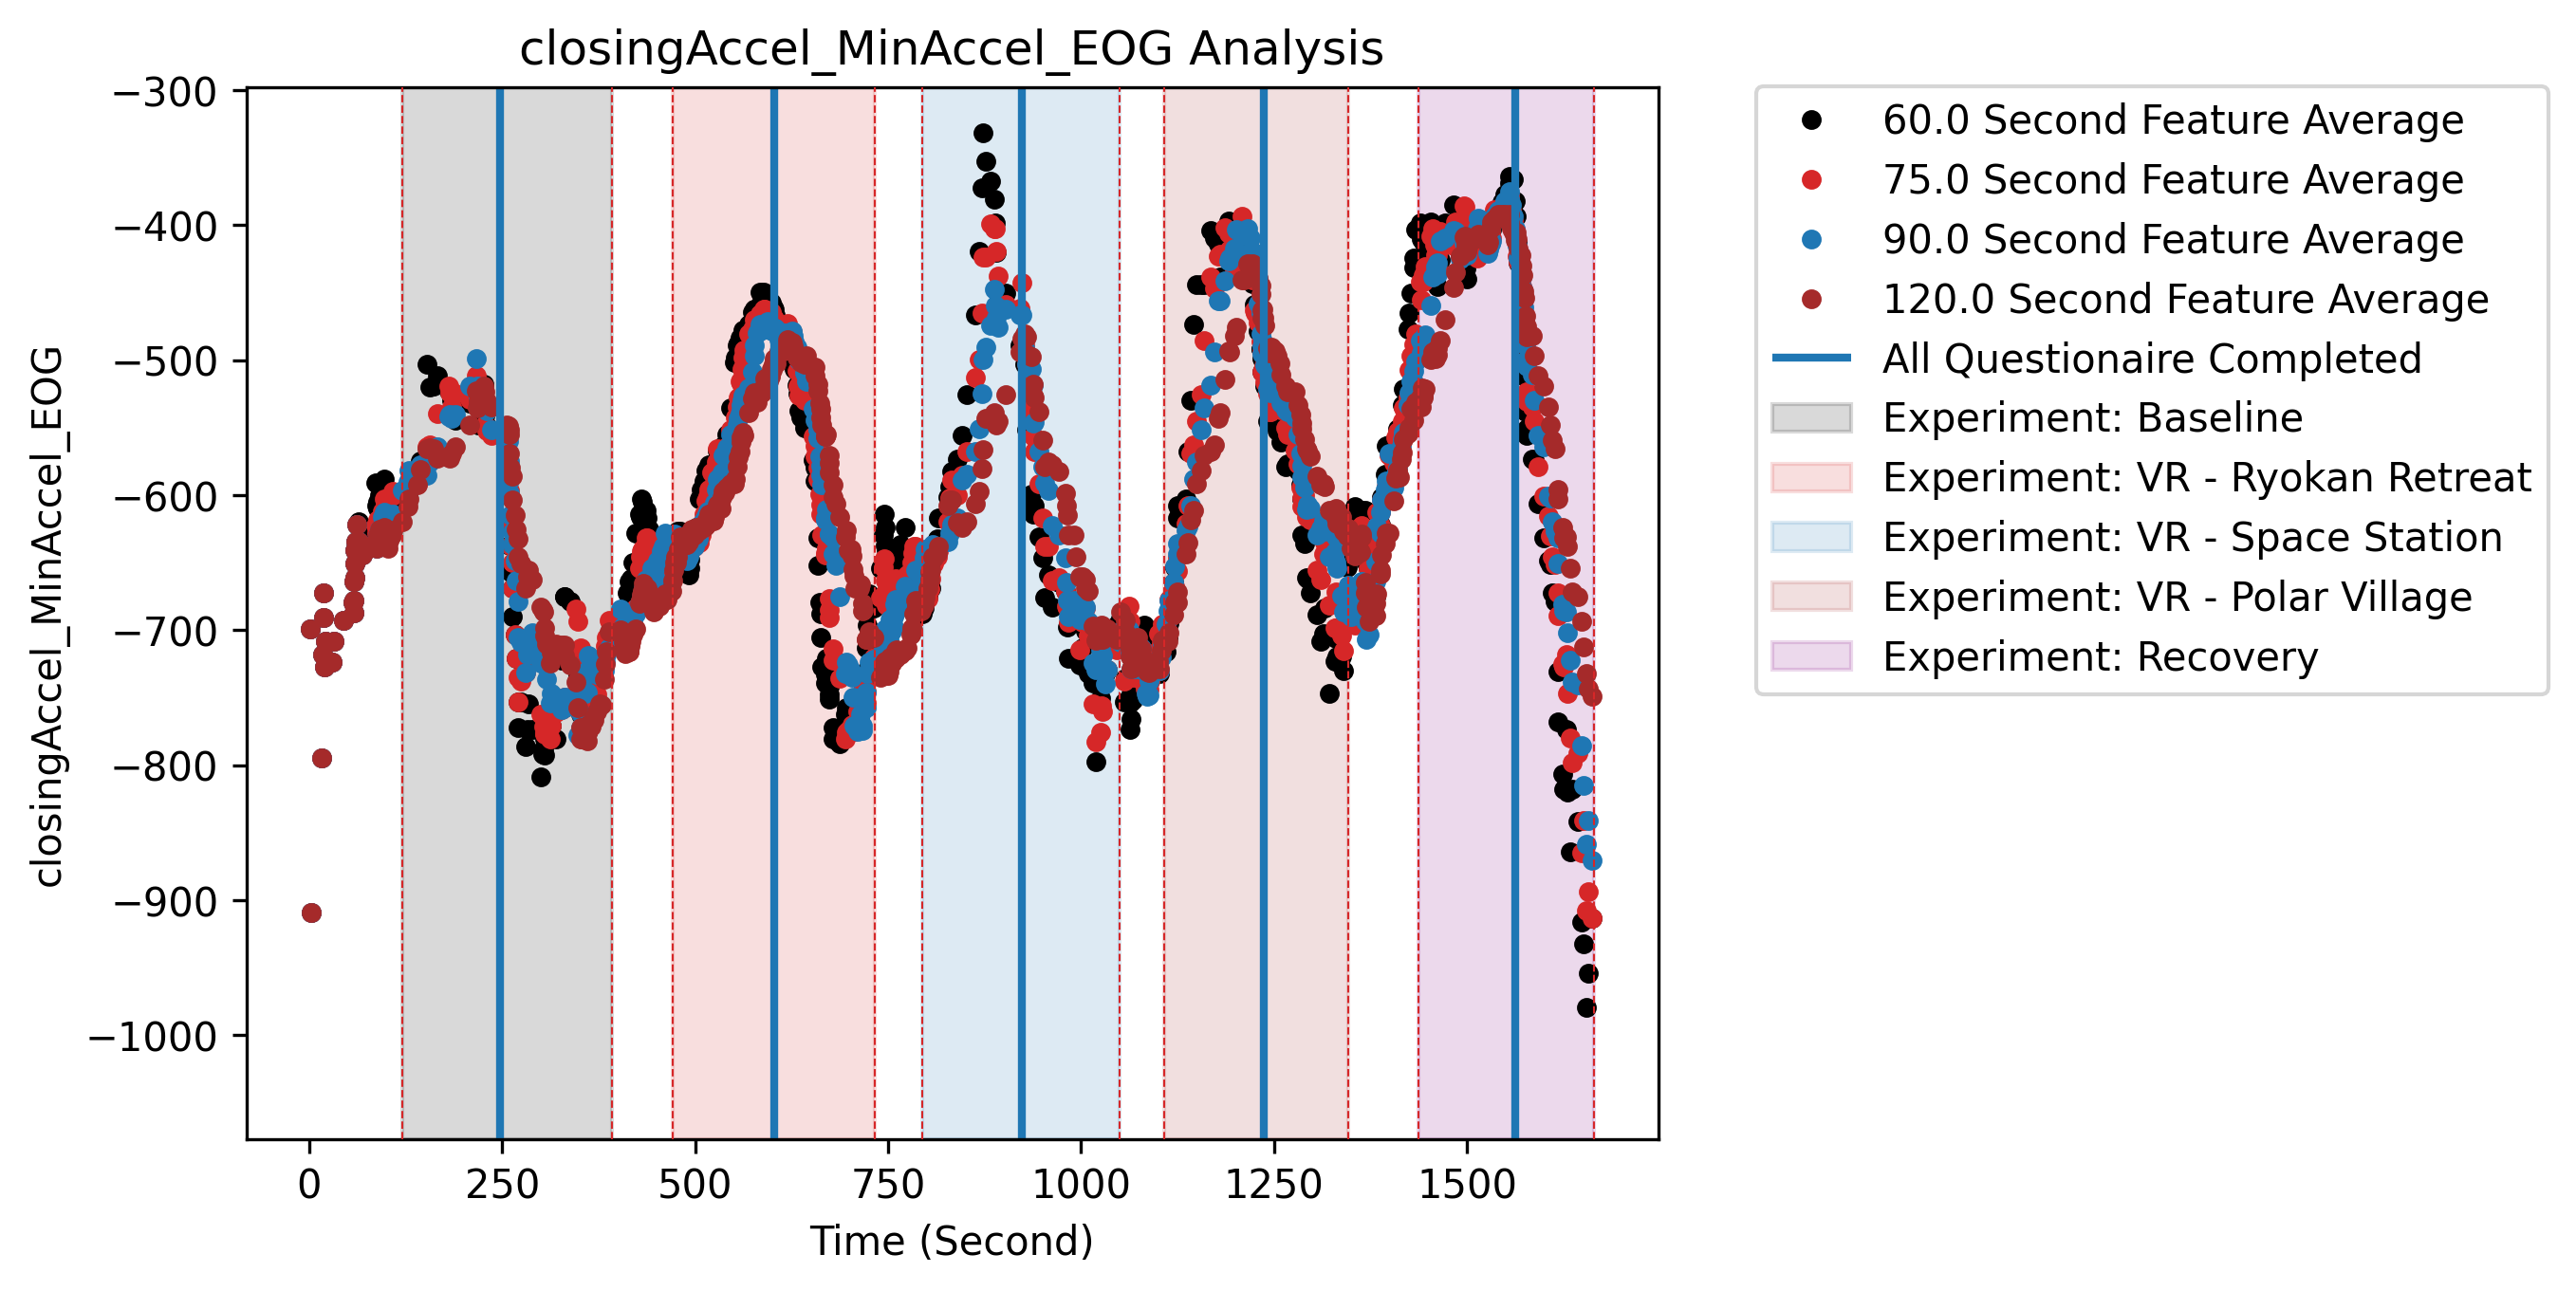 closingAccel_MinAccel_EOG Analysis
closingAccel_MinAccel_EOG
−300
−400
−500
−600
−700
−800
−900
−1000
0 250 500 750 1000 1250 1500
Time (Second)
60.0 Second Feature Average
75.0 Second Feature Average
90.0 Second Feature Average
120.0 Second Feature Average
All Questionaire Completed
Experiment: Baseline
Experiment: VR - Ryokan Retreat
Experiment: VR - Space Station
Experiment: VR - Polar Village
Experiment: Recovery